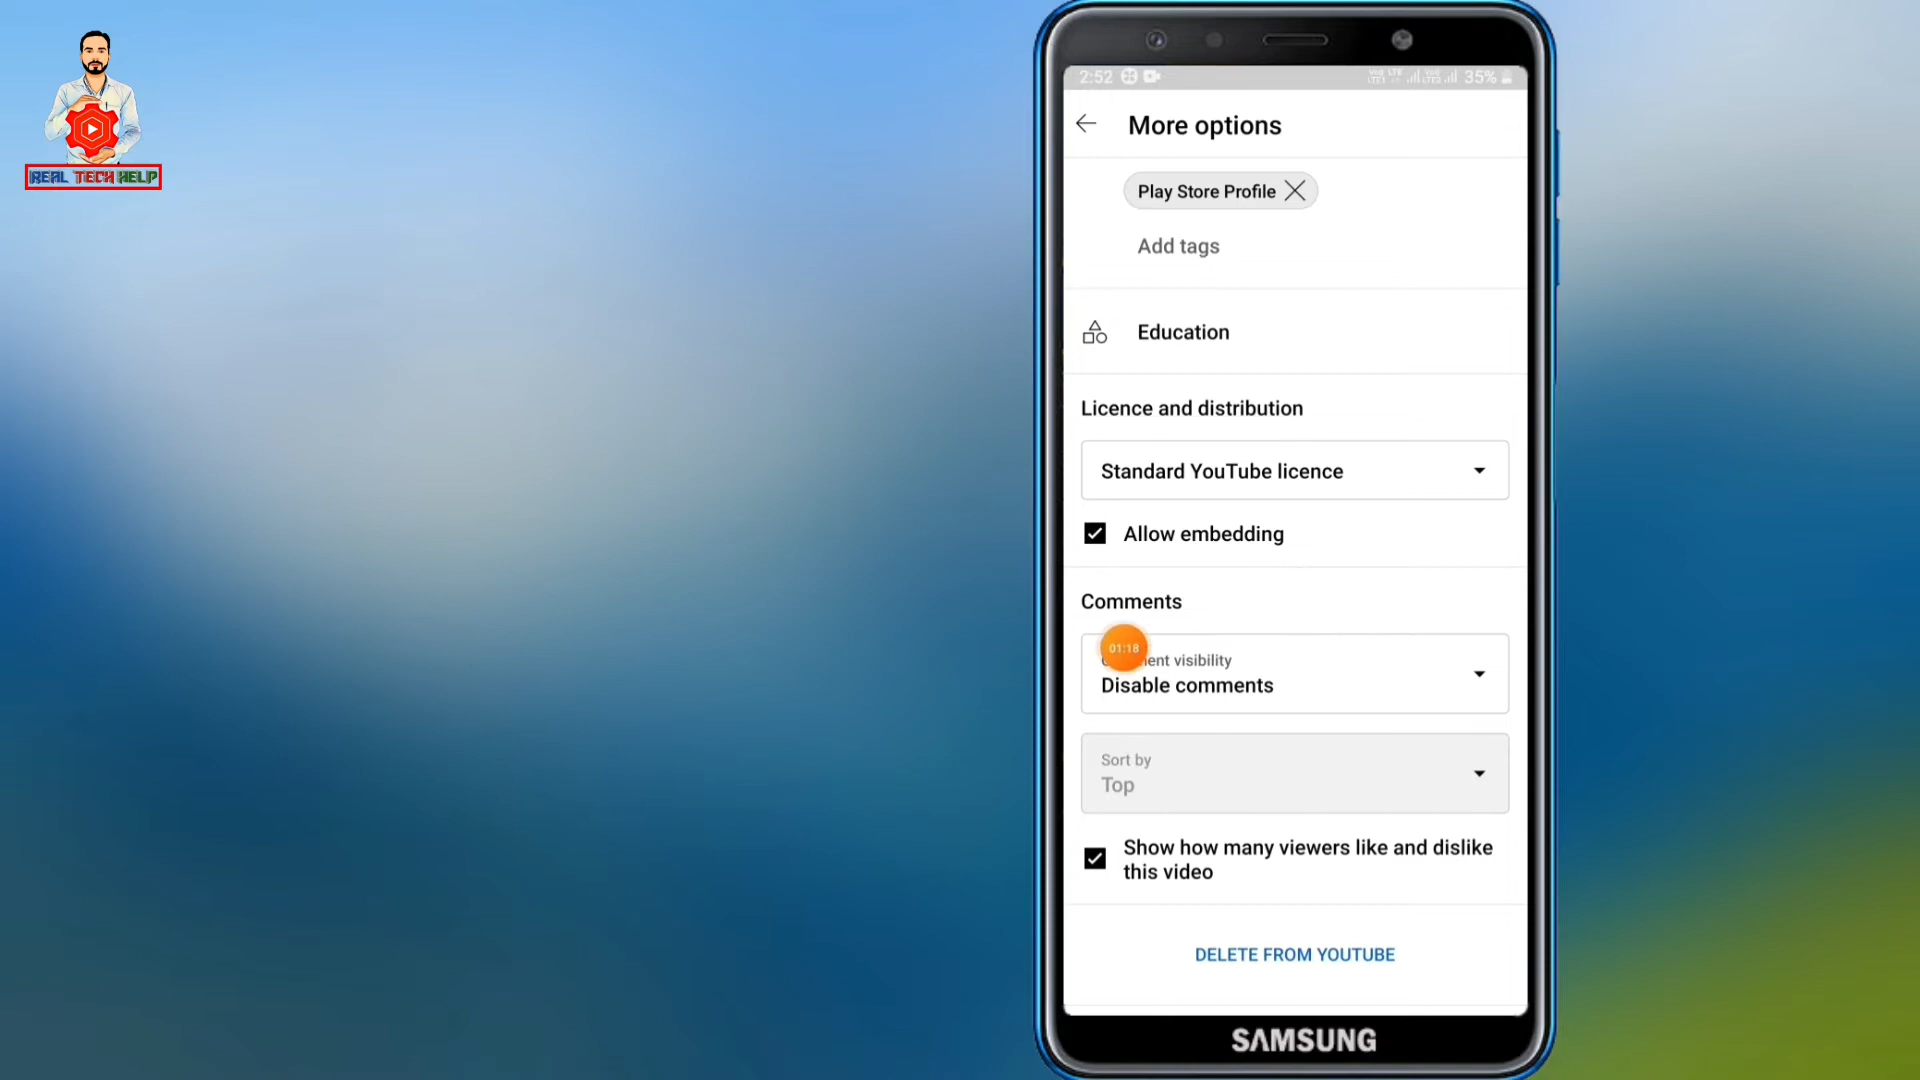 REAL TECH HELP
2:52
35%
More options
Play Store Profile
Add tags
Education
Licence and distribution
Standard YouTube licence
Allow embedding
Comments
01:18
ent visibility
Disable comments
Sort by
Top
Show how many viewers like and dislike
this video
DELETE FROM YOUTUBE
SAMSUNG